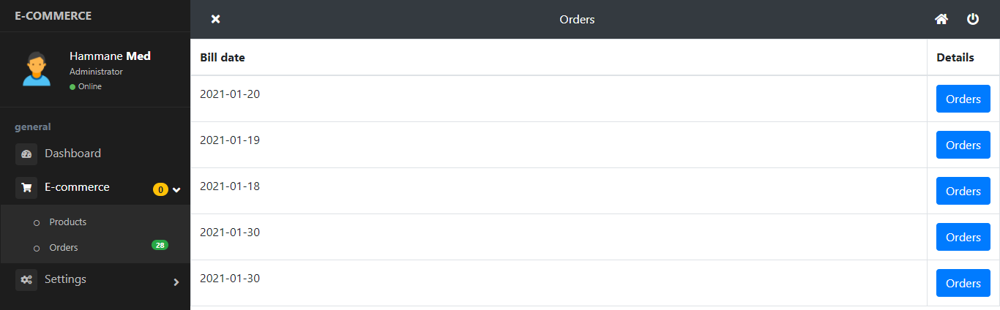 E-COMMERCE
Hammane Med
Administrator
Online
general
Dashboard
E-commerce 0
Products
Orders 28
Settings
Orders
Bill date Details
2021-01-20 Orders
2021-01-19 Orders
2021-01-18 Orders
2021-01-30 Orders
2021-01-30 Orders